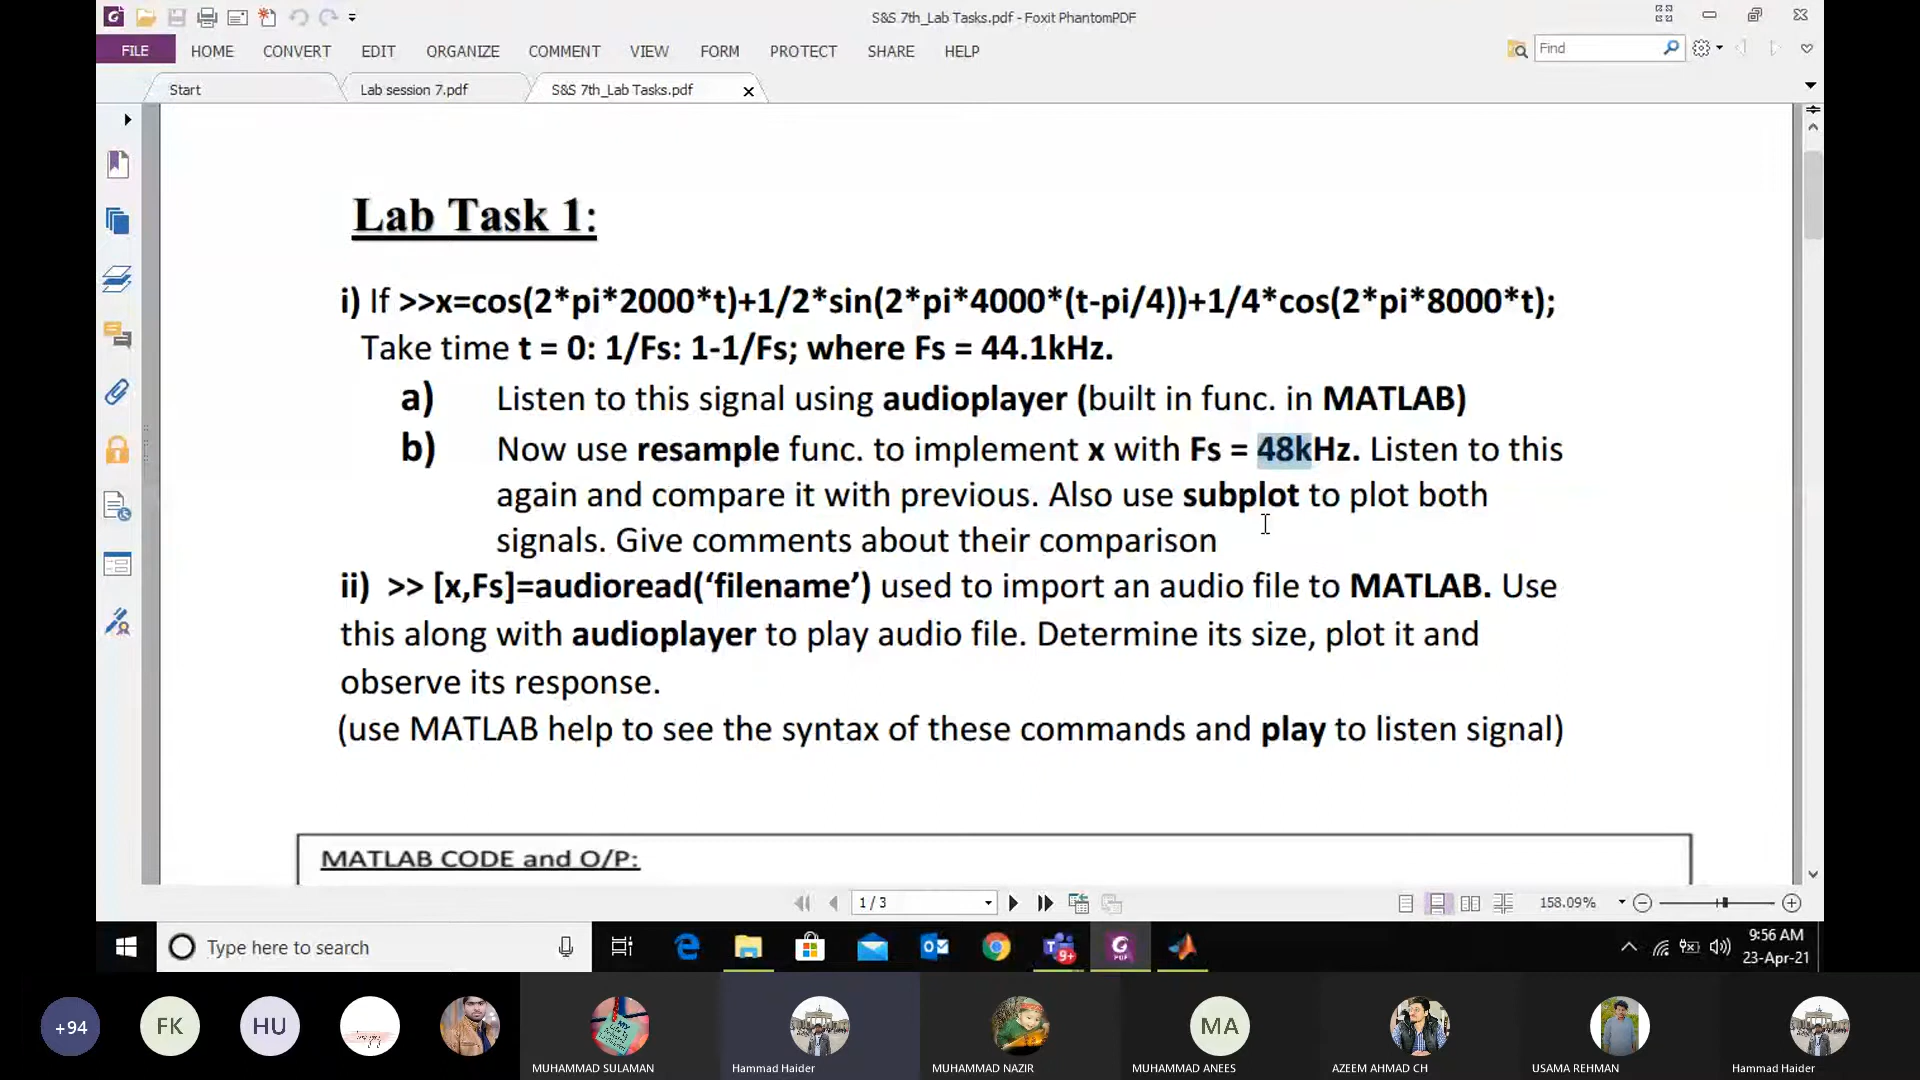 S&S 7th_Lab Tasks.pdf - Foxit PhantomPDF
FILE HOME CONVERT EDIT ORGANIZE COMMENT VIEW FORM PROTECT SHARE HELP
Find
Start Lab session 7.pdf S&S 7th_Lab Tasks.pdf
Lab Task 1:
i) If >>x=cos(2*pi*2000*t)+1/2*sin(2*pi*4000*(t-pi/4))+1/4*cos(2*pi*8000*t);
Take time t = 0: 1/Fs: 1-1/Fs; where Fs = 44.1kHz.
a) Listen to this signal using audioplayer (built in func. in MATLAB)
b) Now use resample func. to implement x with Fs = 48kHz. Listen to this
again and compare it with previous. Also use subplot to plot both
signals. Give comments about their comparison
ii) >> [x,Fs]=audioread(‘filename’) used to import an audio file to MATLAB. Use
this along with audioplayer to play audio file. Determine its size, plot it and
observe its response.
(use MATLAB help to see the syntax of these commands and play to listen signal)
MATLAB CODE and O/P:
1 / 3
158.09%
Type here to search
9+
PDF
9:56 AM
23-Apr-21
+94
FK
HU
MA
MUHAMMAD SULAMAN
Hammad Haider
MUHAMMAD NAZIR
MUHAMMAD ANEES
AZEEM AHMAD CH
USAMA REHMAN
Hammad Haider